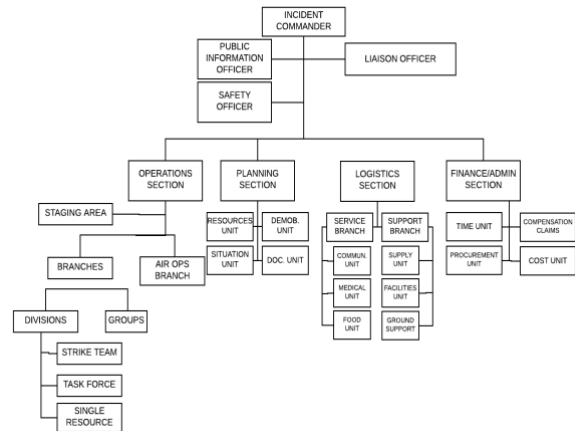 INCIDENT
COMMANDER
PUBLIC
INFORMATION
OFFICER
LIAISON OFFICER
SAFETY
OFFICER
OPERATIONS
SECTION
PLANNING
SECTION
LOGISTICS
SECTION
FINANCE/ADMIN
SECTION
STAGING AREA
BRANCHES
AIR OPS
BRANCH
DIVISIONS
GROUPS
STRIKE TEAM
TASK FORCE
SINGLE
RESOURCE
RESOURCES
UNIT
DEMOB.
UNIT
SITUATION
UNIT
DOC. UNIT
SERVICE
BRANCH
SUPPORT
BRANCH
COMMUN.
UNIT
SUPPLY
UNIT
MEDICAL
UNIT
FACILITIES
UNIT
FOOD
UNIT
GROUND
SUPPORT
TIME UNIT
COMPENSATION
CLAIMS
PROCUREMENT
UNIT
COST UNIT